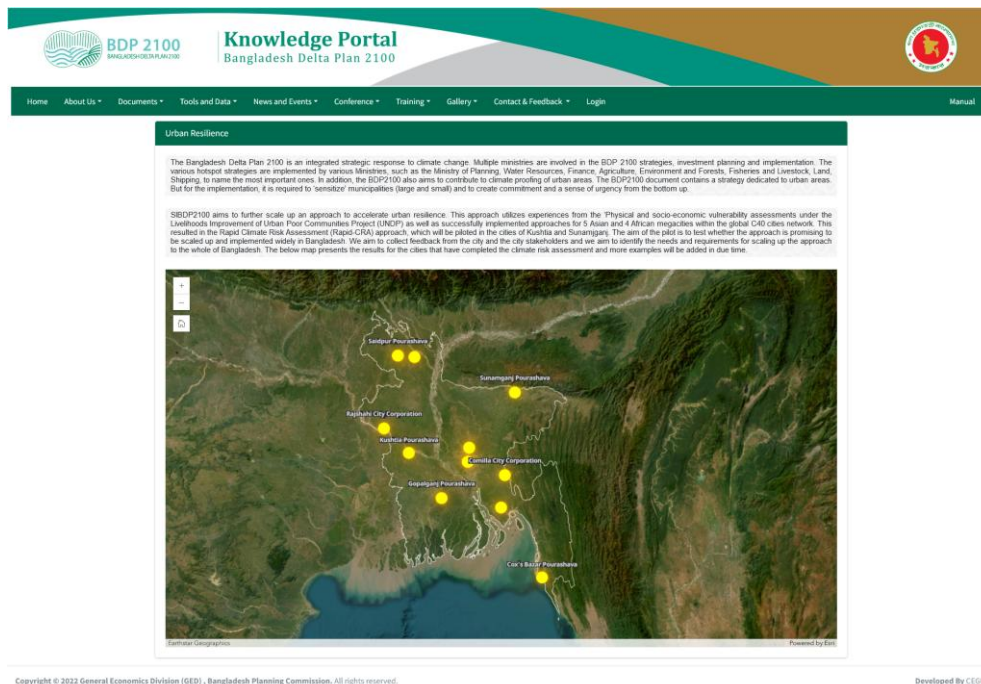 BDP 2100
BANGLADESH DELTA PLAN 2100
Knowledge Portal
Bangladesh Delta Plan 2100
Home About Us Documents Tools and Data News and Events Conference Training Gallery Contact & Feedback Login Manual
Urban Resilience
The Bangladesh Delta Plan 2100 is an integrated strategic response to climate change. Multiple ministries are involved in the BDP 2100 strategies, investment planning and implementation. The
various hotspot strategies are implemented by various Ministries, such as the Ministry of Planning, Water Resources, Finance, Agriculture, Environment and Forests, Fisheries and Livestock, Land,
Shipping, to name the most important ones. In addition, the BDP2100 also aims to contribute to climate proofing of urban areas. The BDP2100 document contains a strategy dedicated to urban areas.
But for the implementation, it is required to 'sensitize' municipalities (large and small) and to create commitment and a sense of urgency from the bottom up.
SIBDP2100 aims to further scale up an approach to accelerate urban resilience. This approach utilizes experiences from the 'Physical and socio-economic vulnerability assessments under the
Livelihoods Improvement of Urban Poor Communities Project (UNDP) as well as successfully implemented approaches for 5 Asian and 4 African megacities within the global C40 cities network. This
resulted in the Rapid Climate Risk Assessment (Rapid-CRA) approach, which will be piloted in the cities of Kushtia and Sunamganj. The aim of the pilot is to test whether the approach is promising to
be scaled up and implemented widely in Bangladesh. We aim to collect feedback from the city and the city stakeholders and we aim to identify the needs and requirements for scaling up the approach
to the whole of Bangladesh. The below map presents the results for the cities that have completed the climate risk assessment and more examples will be added in due time.
+
−
Saidpur Pourashava
Sunamganj Pourashava
Rajshahi City Corporation
Kushtia Pourashava
Comilla City Corporation
Gopalganj Pourashava
Cox's Bazar Pourashava
Earthstar Geographics Powered by Esri
Copyright © 2022 General Economics Division (GED) , Bangladesh Planning Commission. All rights reserved. Developed By